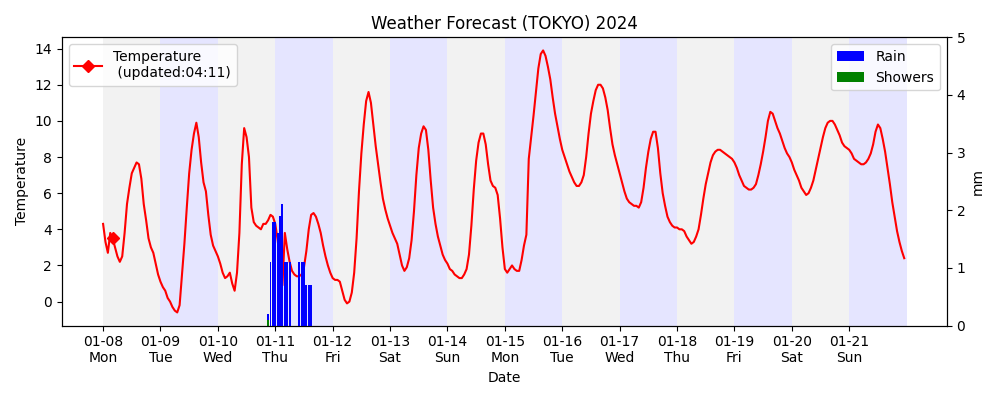 Weather Forecast (TOKYO) 2024
Temperature
(updated:04:11)
Rain
Showers
Temperature
14
12
10
8
6
4
2
0
5
4
3
2
1
0
mm
01-08 01-09 01-10 01-11 01-12 01-13 01-14 01-15 01-16 01-17 01-18 01-19 01-20 01-21
Mon Tue Wed Thu Fri Sat Sun Mon Tue Wed Thu Fri Sat Sun
Date